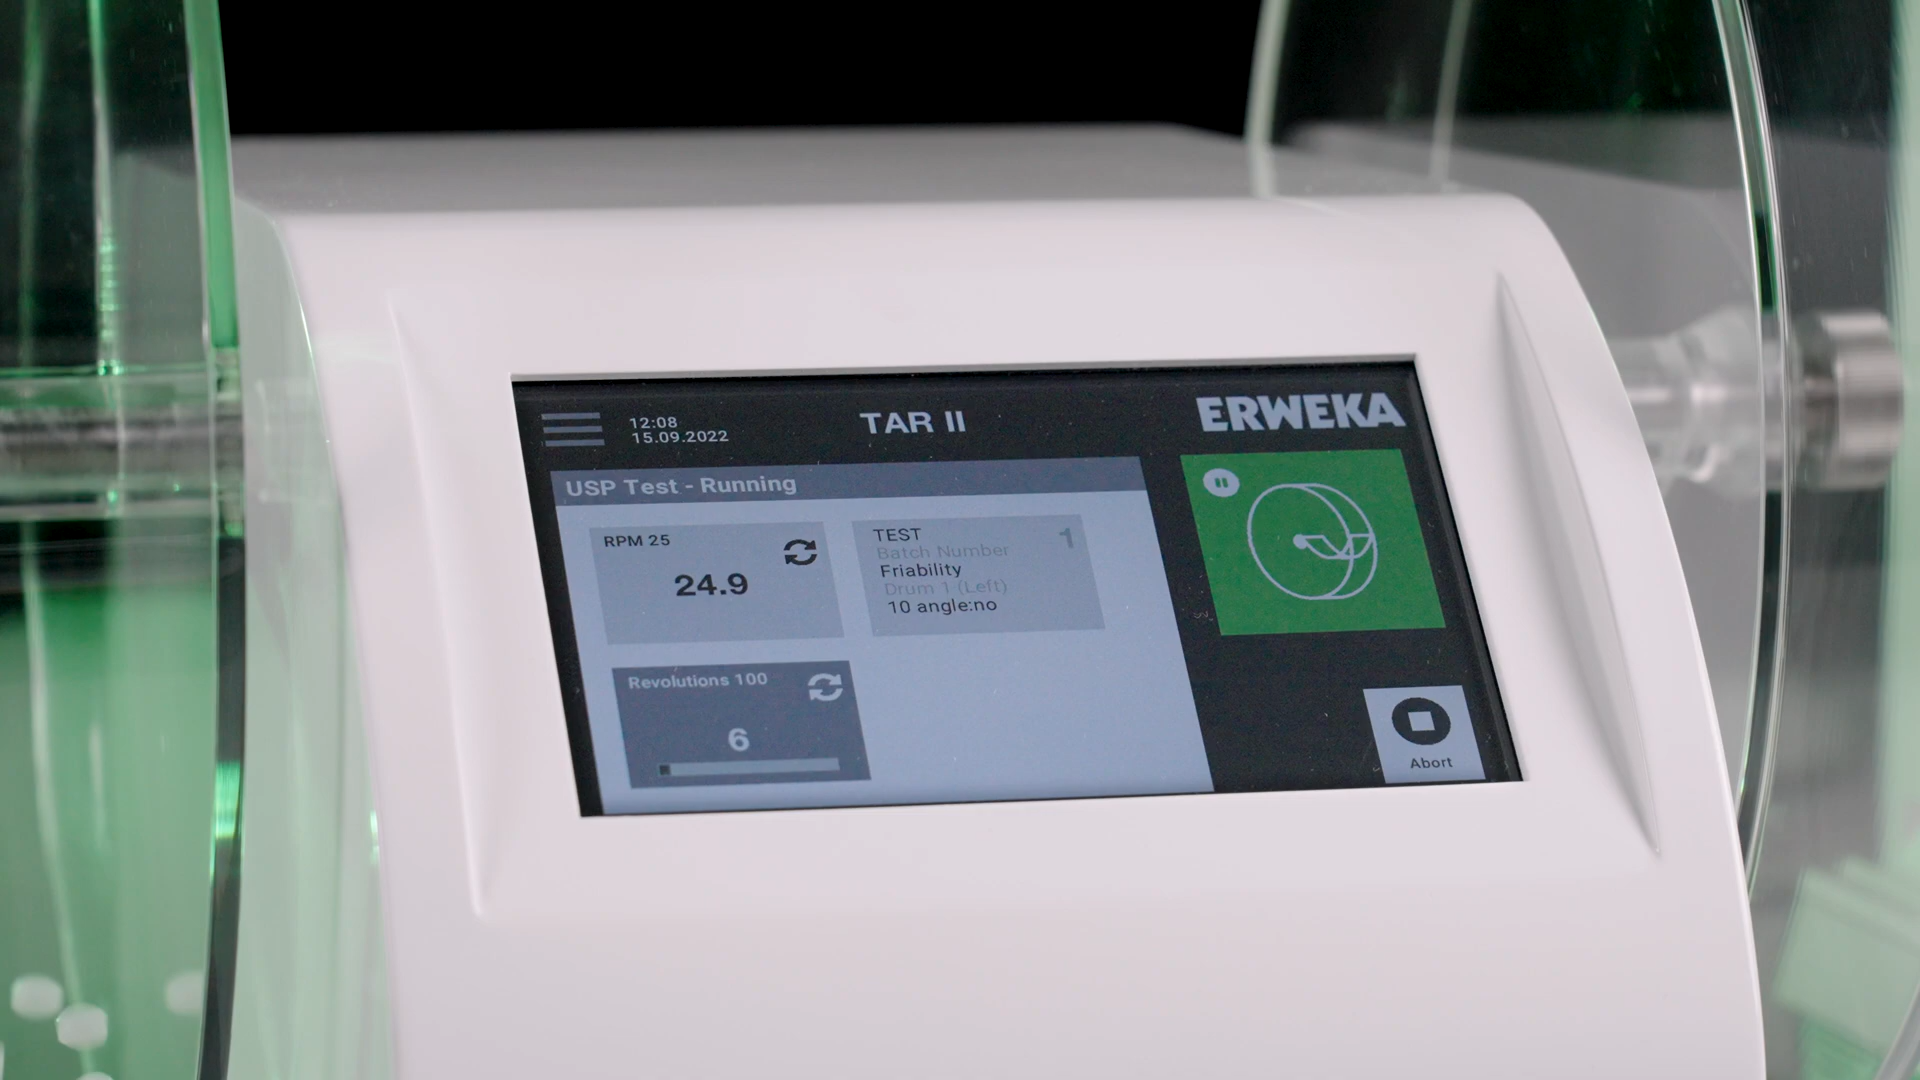 12:08
15.09.2022
TAR II
ERWEKA
USP Test - Running
RPM 25
24.9
TEST
1
Batch Number
Friability
Drum 1 (Left)
10 angle:no
Revolutions 100
6
Abort